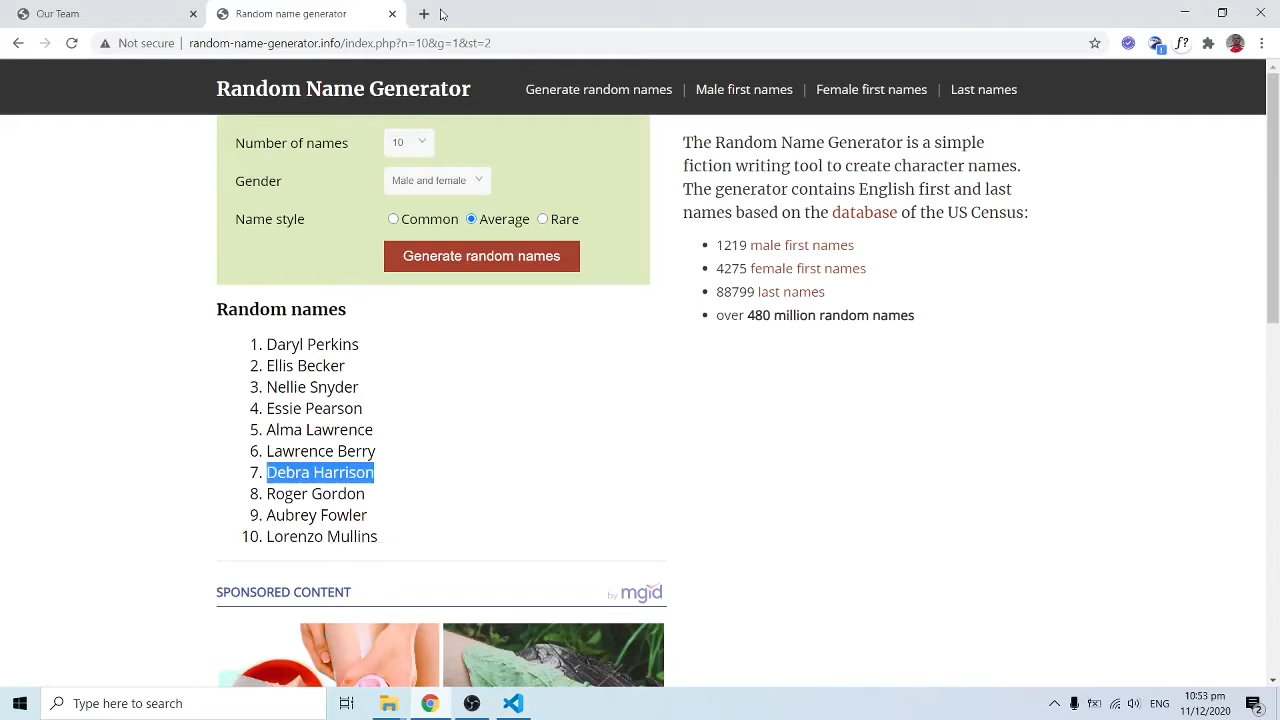 Our Team
Random name generator
Not secure | random-name-generator.info/index.php?n=10&g=1&st=2
Random Name Generator
Generate random names | Male first names | Female first names | Last names
Number of names 10
Gender Male and female
Name style Common Average Rare
Generate random names
The Random Name Generator is a simple
fiction writing tool to create character names.
The generator contains English first and last
names based on the database of the US Census:
• 1219 male first names
• 4275 female first names
• 88799 last names
• over 480 million random names
Random names
1. Daryl Perkins
2. Ellis Becker
3. Nellie Snyder
4. Essie Pearson
5. Alma Lawrence
6. Lawrence Berry
7. Debra Harrison
8. Roger Gordon
9. Aubrey Fowler
10. Lorenzo Mullins
SPONSORED CONTENT
by mgid
Type here to search
ENG
10:53 pm
11/12/2020
2